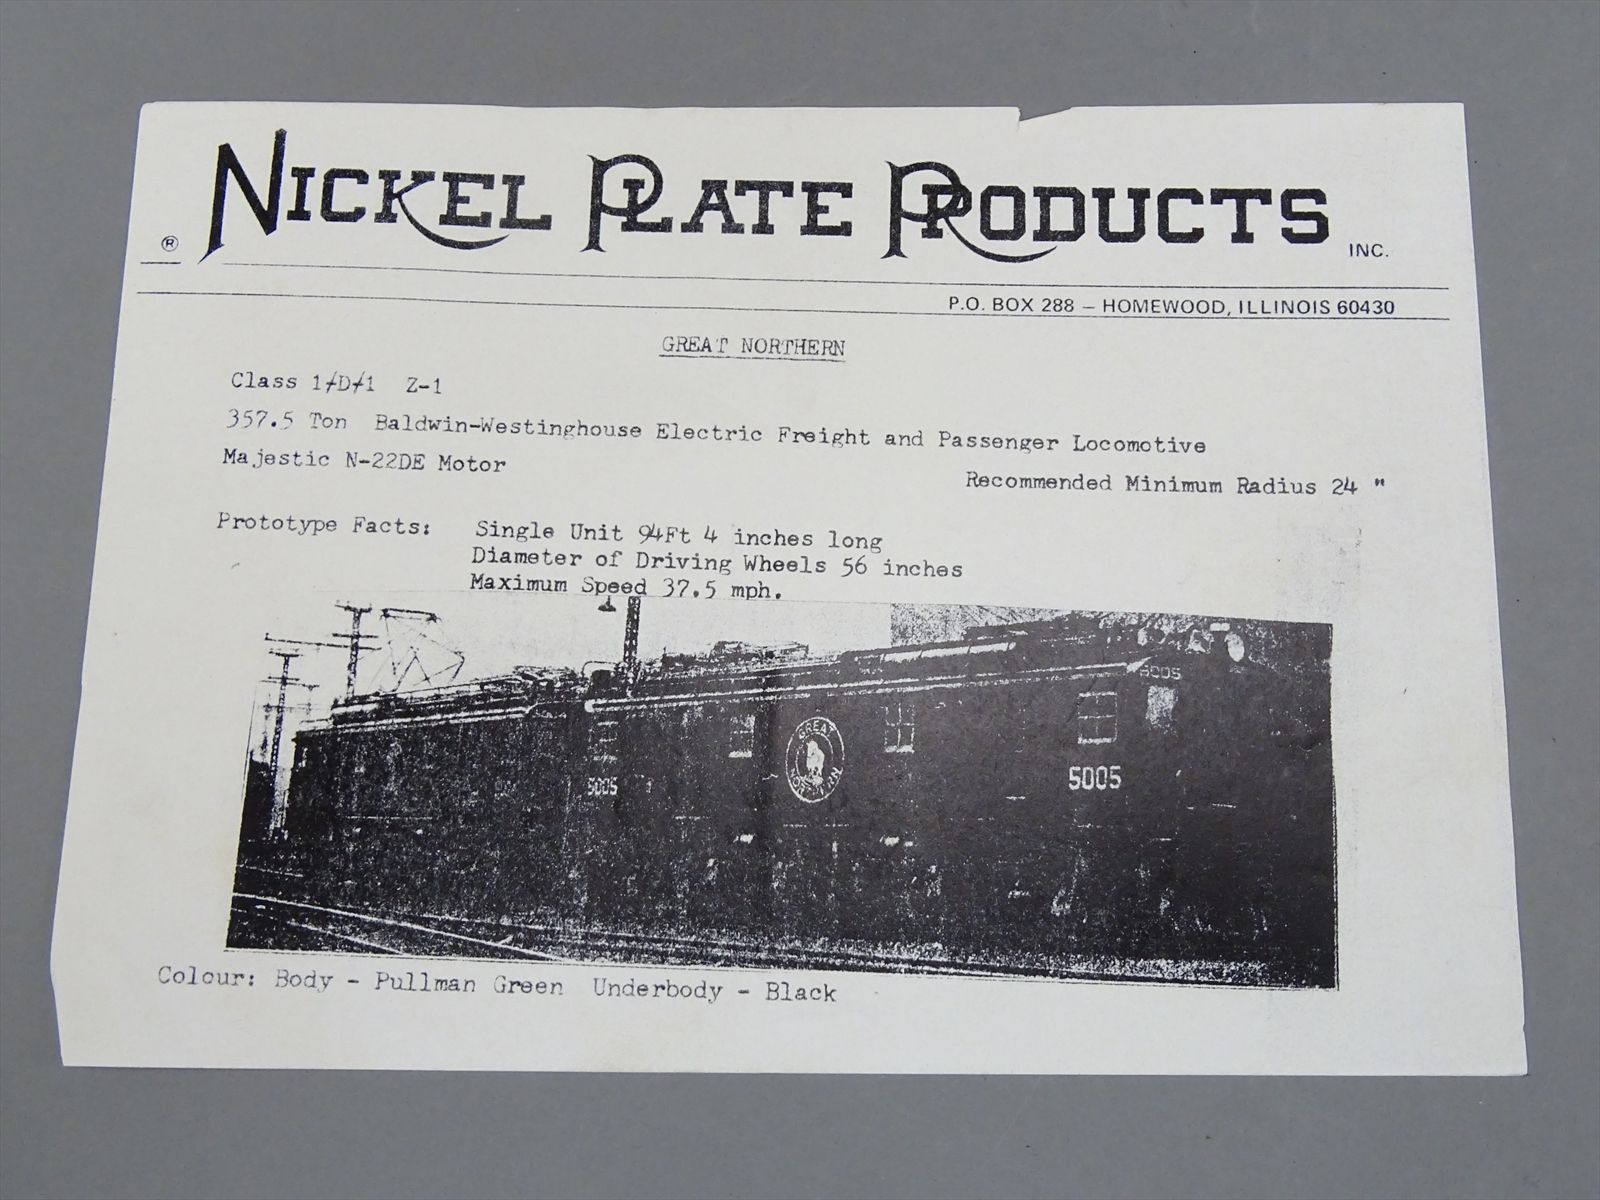 NICKEL PLATE PRODUCTS
® INC.
P.O. BOX 288 – HOMEWOOD, ILLINOIS 60430
GREAT NORTHERN
Class 1/D/1 Z-1
357.5 Ton Baldwin-Westinghouse Electric Freight and Passenger Locomotive
Majestic N-22DE Motor
Recommended Minimum Radius 24 "
Prototype Facts: Single Unit 94Ft 4 inches long
Diameter of Driving Wheels 56 inches
Maximum Speed 37.5 mph.
5005
GREAT
NORTHERN
5005
5005
Colour: Body - Pullman Green Underbody - Black